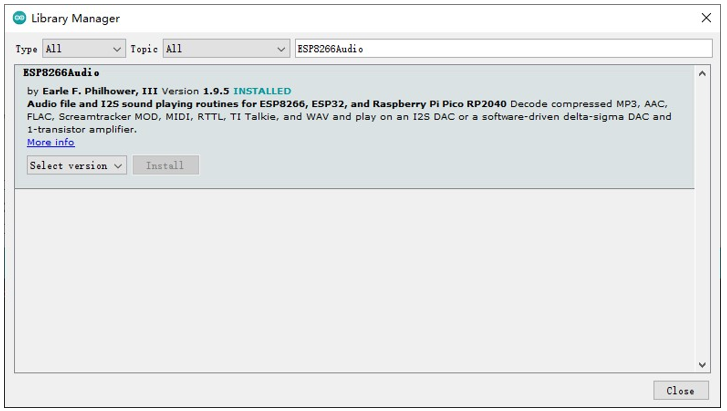 Library Manager
Type All Topic All ESP8266Audio
ESP8266Audio
by Earle F. Philhower, III Version 1.9.5 INSTALLED
Audio file and I2S sound playing routines for ESP8266, ESP32, and Raspberry Pi Pico RP2040 Decode compressed MP3, AAC,
FLAC, Screamtracker MOD, MIDI, RTTL, TI Talkie, and WAV and play on an I2S DAC or a software-driven delta-sigma DAC and
1-transistor amplifier.
More info
Select version Install
Close